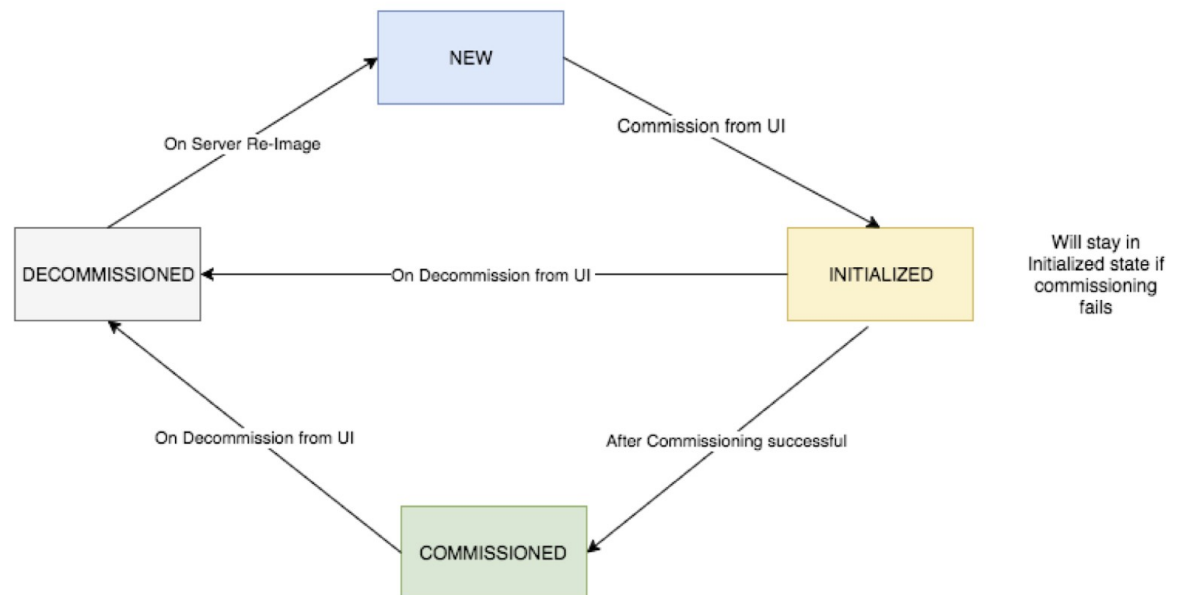 NEW
Commission from UI
On Server Re-Image
DECOMMISSIONED
On Decommission from UI
INITIALIZED
Will stay in
Initialized state if
commissioning
fails
On Decommission from UI
After Commissioning successful
COMMISSIONED